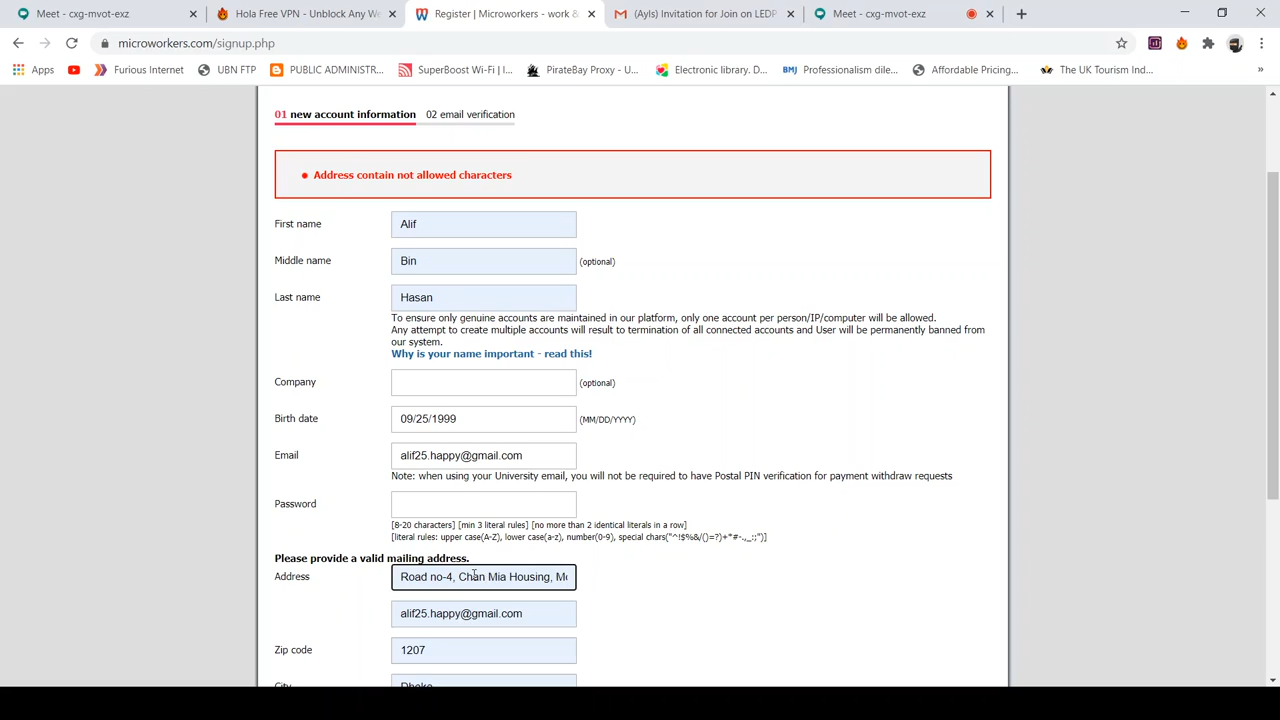 Meet - cxg-mvot-exz
Hola Free VPN - Unblock Any We
Register | Microworkers - work &
(Ayls) Invitation for Join on LEDP
Meet - cxg-mvot-exz
microworkers.com/signup.php
Apps
Furious Internet
UBN FTP
PUBLIC ADMINISTR...
SuperBoost Wi-Fi | I...
PirateBay Proxy - U...
Electronic library. D...
BMJ Professionalism dile...
Affordable Pricing...
The UK Tourism Ind...
01 new account information 02 email verification
Address contain not allowed characters
First name Alif
Middle name Bin (optional)
Last name Hasan
To ensure only genuine accounts are maintained in our platform, only one account per person/IP/computer will be allowed.
Any attempt to create multiple accounts will result to termination of all connected accounts and User will be permanently banned from
our system.
Why is your name important - read this!
Company (optional)
Birth date 09/25/1999 (MM/DD/YYYY)
Email alif25.happy@gmail.com
Note: when using your University email, you will not be required to have Postal PIN verification for payment withdraw requests
Password
[8-20 characters] [min 3 literal rules] [no more than 2 identical literals in a row]
[literal rules: upper case(A-Z), lower case(a-z), number(0-9), special chars("^!$%&/()=?)+*#-.,_:;")]
Please provide a valid mailing address.
Address Road no-4, Chan Mia Housing, Mo
alif25.happy@gmail.com
Zip code 1207
City Dhaka